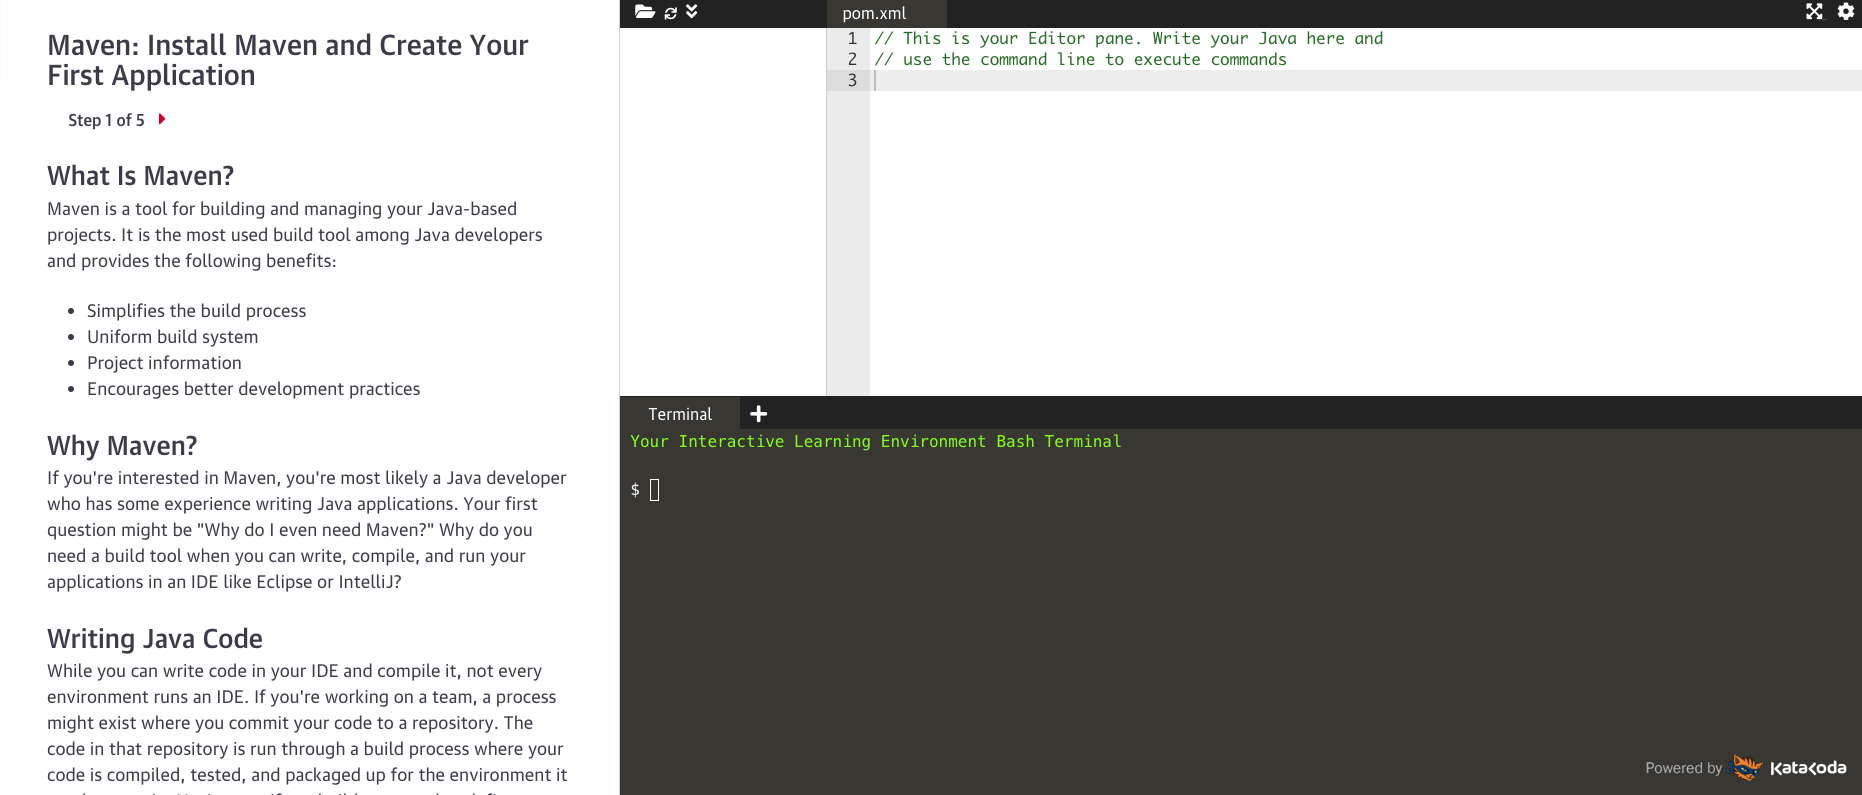 Maven: Install Maven and Create Your
First Application
Step 1 of 5
What Is Maven?
Maven is a tool for building and managing your Java-based
projects. It is the most used build tool among Java developers
and provides the following benefits:
• Simplifies the build process
• Uniform build system
• Project information
• Encourages better development practices
Why Maven?
If you're interested in Maven, you're most likely a Java developer
who has some experience writing Java applications. Your first
question might be "Why do I even need Maven?" Why do you
need a build tool when you can write, compile, and run your
applications in an IDE like Eclipse or IntelliJ?
Writing Java Code
While you can write code in your IDE and compile it, not every
environment runs an IDE. If you're working on a team, a process
might exist where you commit your code to a repository. The
code in that repository is run through a build process where your
code is compiled, tested, and packaged up for the environment it
pom.xml
1 // This is your Editor pane. Write your Java here and
2 // use the command line to execute commands
3
Terminal
Your Interactive Learning Environment Bash Terminal
$
Powered by Katacoda